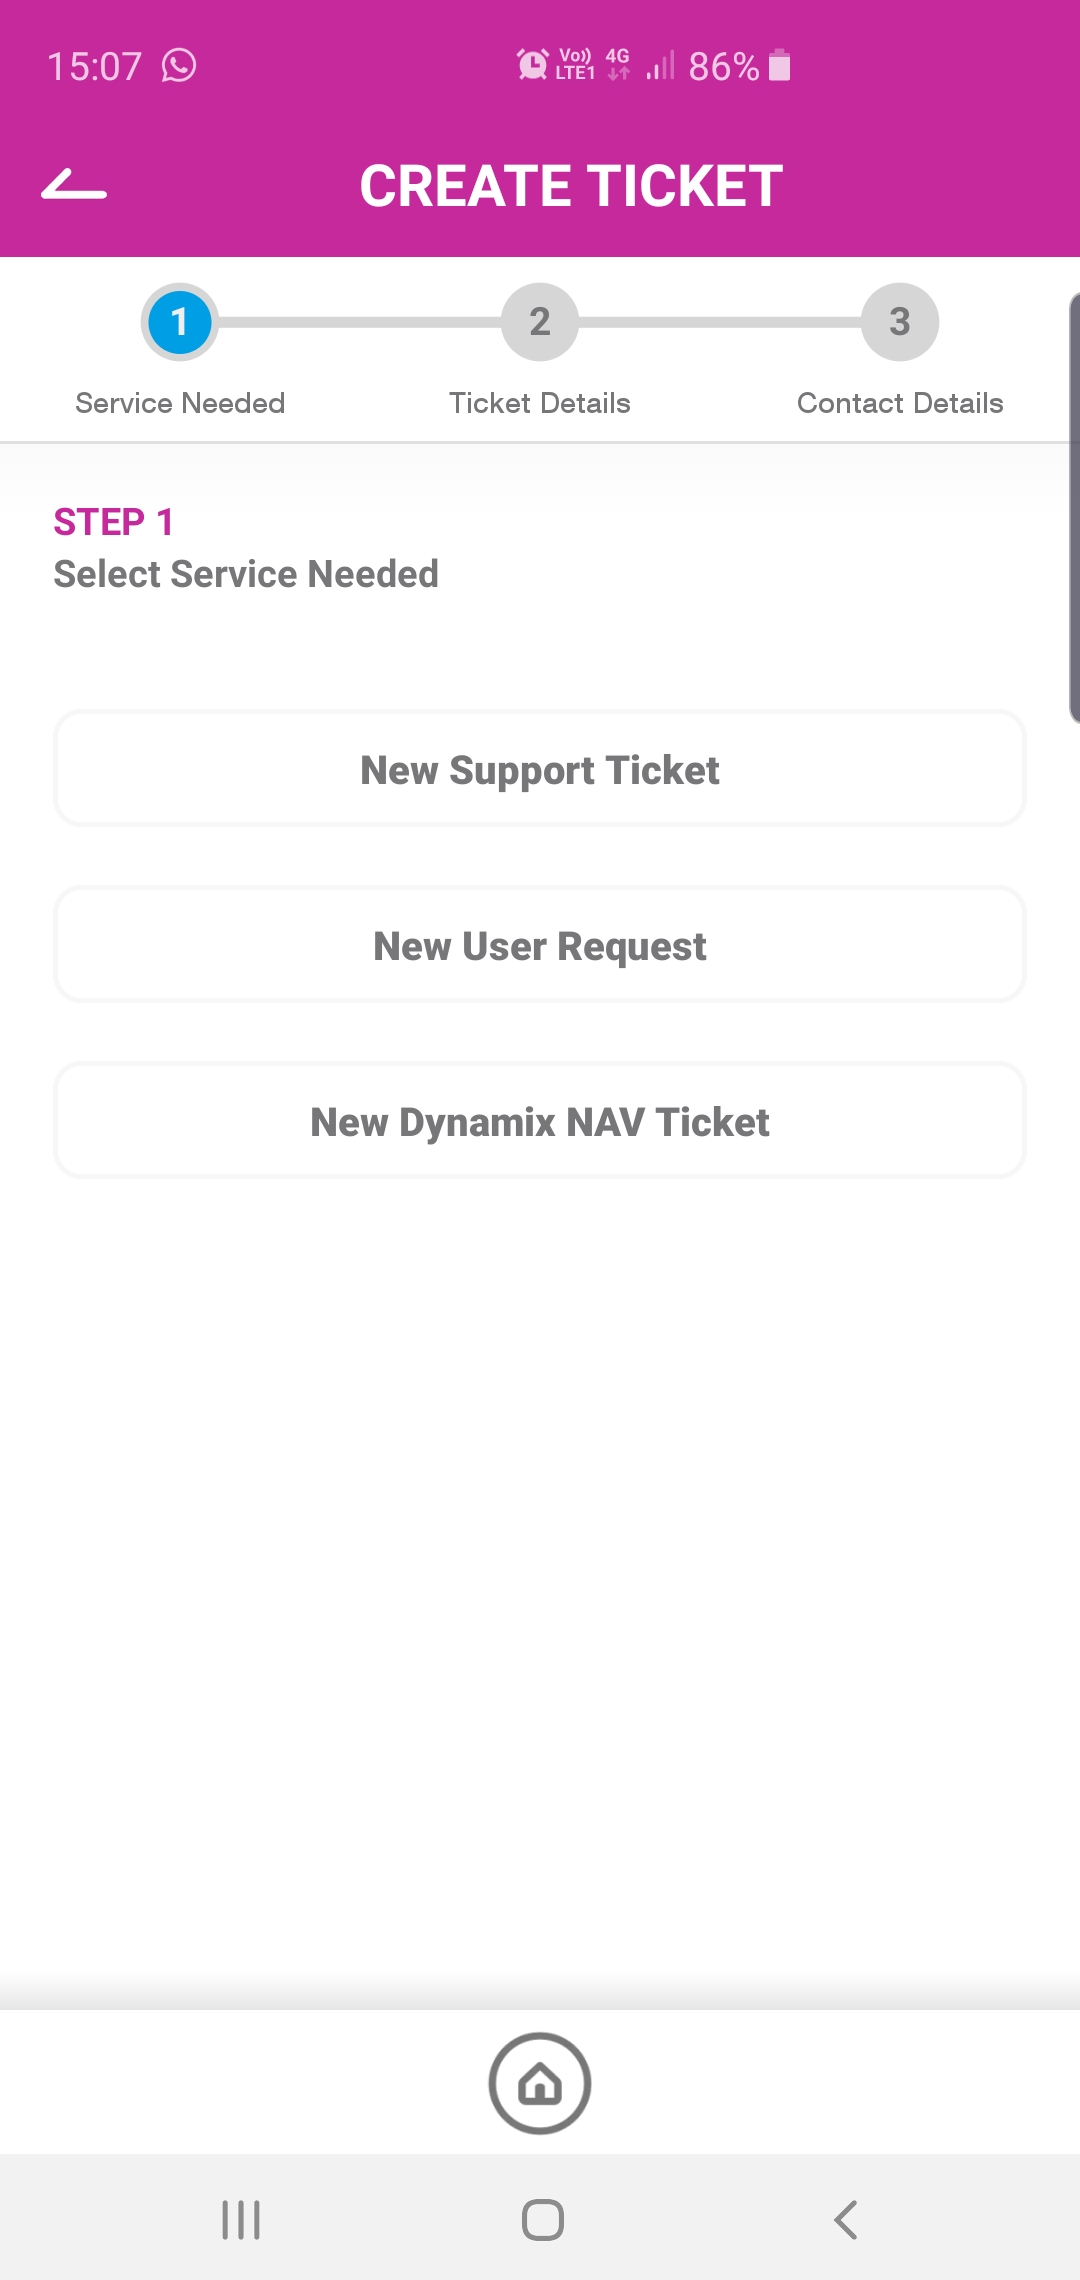 15:07 Vo)) LTE1 4G 86%
CREATE TICKET
1 2 3
Service Needed Ticket Details Contact Details
STEP 1
Select Service Needed
New Support Ticket
New User Request
New Dynamix NAV Ticket